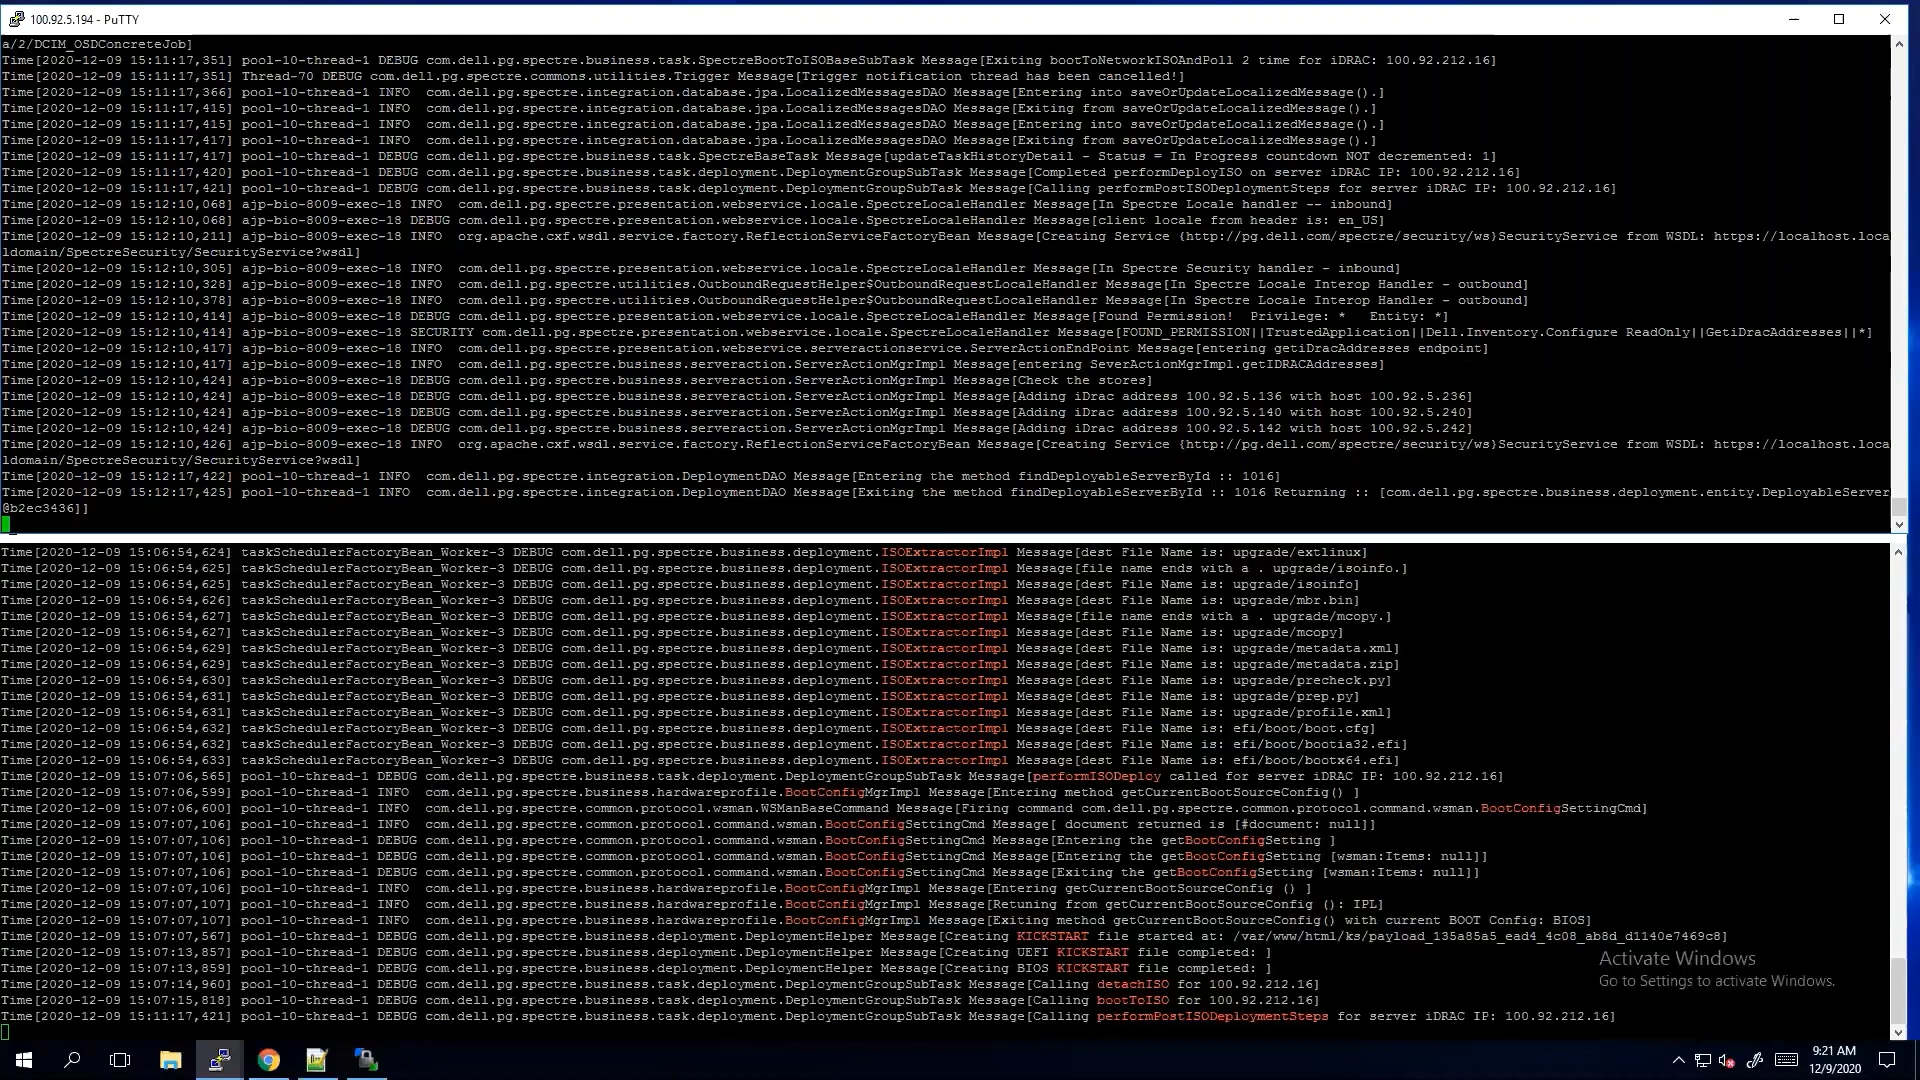 100.92.5.194 - PuTTY
a/2/DCIM_OSDConcreteJob]
Time[2020-12-09 15:11:17,351] pool-10-thread-1 DEBUG com.dell.pg.spectre.business.task.SpectreBootToISOBaseSubTask Message[Exiting bootToNetworkISOAndPoll 2 time for iDRAC: 100.92.212.16]
Time[2020-12-09 15:11:17,351] Thread-70 DEBUG com.dell.pg.spectre.commons.utilities.Trigger Message[Trigger notification thread has been cancelled!]
Time[2020-12-09 15:11:17,366] pool-10-thread-1 INFO  com.dell.pg.spectre.integration.database.jpa.LocalizedMessagesDAO Message[Entering into saveOrUpdateLocalizedMessage().]
Time[2020-12-09 15:11:17,415] pool-10-thread-1 INFO  com.dell.pg.spectre.integration.database.jpa.LocalizedMessagesDAO Message[Exiting from saveOrUpdateLocalizedMessage().]
Time[2020-12-09 15:11:17,415] pool-10-thread-1 INFO  com.dell.pg.spectre.integration.database.jpa.LocalizedMessagesDAO Message[Entering into saveOrUpdateLocalizedMessage().]
Time[2020-12-09 15:11:17,417] pool-10-thread-1 INFO  com.dell.pg.spectre.integration.database.jpa.LocalizedMessagesDAO Message[Exiting from saveOrUpdateLocalizedMessage().]
Time[2020-12-09 15:11:17,417] pool-10-thread-1 DEBUG com.dell.pg.spectre.business.task.SpectreBaseTask Message[updateTaskHistoryDetail - Status = In Progress countdown NOT decremented: 1]
Time[2020-12-09 15:11:17,420] pool-10-thread-1 DEBUG com.dell.pg.spectre.business.task.deployment.DeploymentGroupSubTask Message[Completed performDeployISO on server iDRAC IP: 100.92.212.16]
Time[2020-12-09 15:11:17,421] pool-10-thread-1 DEBUG com.dell.pg.spectre.business.task.deployment.DeploymentGroupSubTask Message[Calling performPostISODeploymentSteps for server iDRAC IP: 100.92.212.16]
Time[2020-12-09 15:12:10,068] ajp-bio-8009-exec-18 INFO  com.dell.pg.spectre.presentation.webservice.locale.SpectreLocaleHandler Message[In Spectre Locale handler -- inbound]
Time[2020-12-09 15:12:10,068] ajp-bio-8009-exec-18 DEBUG com.dell.pg.spectre.presentation.webservice.locale.SpectreLocaleHandler Message[client locale from header is: en_US]
Time[2020-12-09 15:12:10,211] ajp-bio-8009-exec-18 INFO  org.apache.cxf.wsdl.service.factory.ReflectionServiceFactoryBean Message[Creating Service {http://pg.dell.com/spectre/security/ws}SecurityService from WSDL: https://localhost.loca
ldomain/SpectreSecurity/SecurityService?wsdl]
Time[2020-12-09 15:12:10,305] ajp-bio-8009-exec-18 INFO  com.dell.pg.spectre.presentation.webservice.locale.SpectreLocaleHandler Message[In Spectre Security handler - inbound]
Time[2020-12-09 15:12:10,328] ajp-bio-8009-exec-18 INFO  com.dell.pg.spectre.utilities.OutboundRequestHelper$OutboundRequestLocaleHandler Message[In Spectre Locale Interop Handler - outbound]
Time[2020-12-09 15:12:10,378] ajp-bio-8009-exec-18 INFO  com.dell.pg.spectre.utilities.OutboundRequestHelper$OutboundRequestLocaleHandler Message[In Spectre Locale Interop Handler - outbound]
Time[2020-12-09 15:12:10,414] ajp-bio-8009-exec-18 DEBUG com.dell.pg.spectre.presentation.webservice.locale.SpectreLocaleHandler Message[Found Permission!  Privilege: *   Entity: *]
Time[2020-12-09 15:12:10,414] ajp-bio-8009-exec-18 SECURITY com.dell.pg.spectre.presentation.webservice.locale.SpectreLocaleHandler Message[FOUND_PERMISSION||TrustedApplication||Dell.Inventory.Configure ReadOnly||GetiDracAddresses||*]
Time[2020-12-09 15:12:10,417] ajp-bio-8009-exec-18 INFO  com.dell.pg.spectre.presentation.webservice.serveractionservice.ServerActionEndPoint Message[entering getiDracAddresses endpoint]
Time[2020-12-09 15:12:10,417] ajp-bio-8009-exec-18 INFO  com.dell.pg.spectre.business.serveraction.ServerActionMgrImpl Message[entering SeverActionMgrImpl.getIDRACAddresses]
Time[2020-12-09 15:12:10,424] ajp-bio-8009-exec-18 DEBUG com.dell.pg.spectre.business.serveraction.ServerActionMgrImpl Message[Check the stores]
Time[2020-12-09 15:12:10,424] ajp-bio-8009-exec-18 DEBUG com.dell.pg.spectre.business.serveraction.ServerActionMgrImpl Message[Adding iDrac address 100.92.5.136 with host 100.92.5.236]
Time[2020-12-09 15:12:10,424] ajp-bio-8009-exec-18 DEBUG com.dell.pg.spectre.business.serveraction.ServerActionMgrImpl Message[Adding iDrac address 100.92.5.140 with host 100.92.5.240]
Time[2020-12-09 15:12:10,424] ajp-bio-8009-exec-18 DEBUG com.dell.pg.spectre.business.serveraction.ServerActionMgrImpl Message[Adding iDrac address 100.92.5.142 with host 100.92.5.242]
Time[2020-12-09 15:12:10,426] ajp-bio-8009-exec-18 INFO  org.apache.cxf.wsdl.service.factory.ReflectionServiceFactoryBean Message[Creating Service {http://pg.dell.com/spectre/security/ws}SecurityService from WSDL: https://localhost.loca
ldomain/SpectreSecurity/SecurityService?wsdl]
Time[2020-12-09 15:12:17,422] pool-10-thread-1 INFO  com.dell.pg.spectre.integration.DeploymentDAO Message[Entering the method findDeployableServerById :: 1016]
Time[2020-12-09 15:12:17,425] pool-10-thread-1 INFO  com.dell.pg.spectre.integration.DeploymentDAO Message[Exiting the method findDeployableServerById :: 1016 Returning :: [com.dell.pg.spectre.business.deployment.entity.DeployableServer
@b2ec3436]]
Time[2020-12-09 15:06:54,624] taskSchedulerFactoryBean_Worker-3 DEBUG com.dell.pg.spectre.business.deployment.ISOExtractorImpl Message[dest File Name is: upgrade/extlinux]
Time[2020-12-09 15:06:54,625] taskSchedulerFactoryBean_Worker-3 DEBUG com.dell.pg.spectre.business.deployment.ISOExtractorImpl Message[file name ends with a . upgrade/isoinfo.]
Time[2020-12-09 15:06:54,625] taskSchedulerFactoryBean_Worker-3 DEBUG com.dell.pg.spectre.business.deployment.ISOExtractorImpl Message[dest File Name is: upgrade/isoinfo]
Time[2020-12-09 15:06:54,626] taskSchedulerFactoryBean_Worker-3 DEBUG com.dell.pg.spectre.business.deployment.ISOExtractorImpl Message[dest File Name is: upgrade/mbr.bin]
Time[2020-12-09 15:06:54,627] taskSchedulerFactoryBean_Worker-3 DEBUG com.dell.pg.spectre.business.deployment.ISOExtractorImpl Message[file name ends with a . upgrade/mcopy.]
Time[2020-12-09 15:06:54,627] taskSchedulerFactoryBean_Worker-3 DEBUG com.dell.pg.spectre.business.deployment.ISOExtractorImpl Message[dest File Name is: upgrade/mcopy]
Time[2020-12-09 15:06:54,629] taskSchedulerFactoryBean_Worker-3 DEBUG com.dell.pg.spectre.business.deployment.ISOExtractorImpl Message[dest File Name is: upgrade/metadata.xml]
Time[2020-12-09 15:06:54,629] taskSchedulerFactoryBean_Worker-3 DEBUG com.dell.pg.spectre.business.deployment.ISOExtractorImpl Message[dest File Name is: upgrade/metadata.zip]
Time[2020-12-09 15:06:54,630] taskSchedulerFactoryBean_Worker-3 DEBUG com.dell.pg.spectre.business.deployment.ISOExtractorImpl Message[dest File Name is: upgrade/precheck.py]
Time[2020-12-09 15:06:54,631] taskSchedulerFactoryBean_Worker-3 DEBUG com.dell.pg.spectre.business.deployment.ISOExtractorImpl Message[dest File Name is: upgrade/prep.py]
Time[2020-12-09 15:06:54,631] taskSchedulerFactoryBean_Worker-3 DEBUG com.dell.pg.spectre.business.deployment.ISOExtractorImpl Message[dest File Name is: upgrade/profile.xml]
Time[2020-12-09 15:06:54,632] taskSchedulerFactoryBean_Worker-3 DEBUG com.dell.pg.spectre.business.deployment.ISOExtractorImpl Message[dest File Name is: efi/boot/boot.cfg]
Time[2020-12-09 15:06:54,632] taskSchedulerFactoryBean_Worker-3 DEBUG com.dell.pg.spectre.business.deployment.ISOExtractorImpl Message[dest File Name is: efi/boot/bootia32.efi]
Time[2020-12-09 15:06:54,633] taskSchedulerFactoryBean_Worker-3 DEBUG com.dell.pg.spectre.business.deployment.ISOExtractorImpl Message[dest File Name is: efi/boot/bootx64.efi]
Time[2020-12-09 15:07:06,565] pool-10-thread-1 DEBUG com.dell.pg.spectre.business.task.deployment.DeploymentGroupSubTask Message[performISODeploy called for server iDRAC IP: 100.92.212.16]
Time[2020-12-09 15:07:06,599] pool-10-thread-1 INFO  com.dell.pg.spectre.business.hardwareprofile.BootConfigMgrImpl Message[Entering method getCurrentBootSourceConfig() ]
Time[2020-12-09 15:07:06,600] pool-10-thread-1 INFO  com.dell.pg.spectre.common.protocol.wsman.WSManBaseCommand Message[Firing command com.dell.pg.spectre.common.protocol.command.wsman.BootConfigSettingCmd]
Time[2020-12-09 15:07:07,106] pool-10-thread-1 INFO  com.dell.pg.spectre.common.protocol.command.wsman.BootConfigSettingCmd Message[ document returned is [#document: null]]
Time[2020-12-09 15:07:07,106] pool-10-thread-1 DEBUG com.dell.pg.spectre.common.protocol.command.wsman.BootConfigSettingCmd Message[Entering the getBootConfigSetting ]
Time[2020-12-09 15:07:07,106] pool-10-thread-1 DEBUG com.dell.pg.spectre.common.protocol.command.wsman.BootConfigSettingCmd Message[Entering the getBootConfigSetting [wsman:Items: null]]
Time[2020-12-09 15:07:07,106] pool-10-thread-1 DEBUG com.dell.pg.spectre.common.protocol.command.wsman.BootConfigSettingCmd Message[Exiting the getBootConfigSetting [wsman:Items: null]]
Time[2020-12-09 15:07:07,106] pool-10-thread-1 INFO  com.dell.pg.spectre.business.hardwareprofile.BootConfigMgrImpl Message[Entering getCurrentBootSourceConfig () ]
Time[2020-12-09 15:07:07,107] pool-10-thread-1 INFO  com.dell.pg.spectre.business.hardwareprofile.BootConfigMgrImpl Message[Retuning from getCurrentBootSourceConfig (): IPL]
Time[2020-12-09 15:07:07,107] pool-10-thread-1 INFO  com.dell.pg.spectre.business.hardwareprofile.BootConfigMgrImpl Message[Exiting method getCurrentBootSourceConfig() with current BOOT Config: BIOS]
Time[2020-12-09 15:07:07,567] pool-10-thread-1 DEBUG com.dell.pg.spectre.business.deployment.DeploymentHelper Message[Creating KICKSTART file started at: /var/www/html/ks/payload_135a85a5_ead4_4c08_ab8d_d1140e7469c8]
Time[2020-12-09 15:07:13,857] pool-10-thread-1 DEBUG com.dell.pg.spectre.business.deployment.DeploymentHelper Message[Creating UEFI KICKSTART file completed: ]
Time[2020-12-09 15:07:13,859] pool-10-thread-1 DEBUG com.dell.pg.spectre.business.deployment.DeploymentHelper Message[Creating BIOS KICKSTART file completed: ]
Time[2020-12-09 15:07:14,960] pool-10-thread-1 DEBUG com.dell.pg.spectre.business.task.deployment.DeploymentGroupSubTask Message[Calling detachISO for 100.92.212.16]
Time[2020-12-09 15:07:15,818] pool-10-thread-1 DEBUG com.dell.pg.spectre.business.task.deployment.DeploymentGroupSubTask Message[Calling bootToISO for 100.92.212.16]
Time[2020-12-09 15:11:17,421] pool-10-thread-1 DEBUG com.dell.pg.spectre.business.task.deployment.DeploymentGroupSubTask Message[Calling performPostISODeploymentSteps for server iDRAC IP: 100.92.212.16]
Activate Windows
Go to Settings to activate Windows.
9:21 AM
12/9/2020